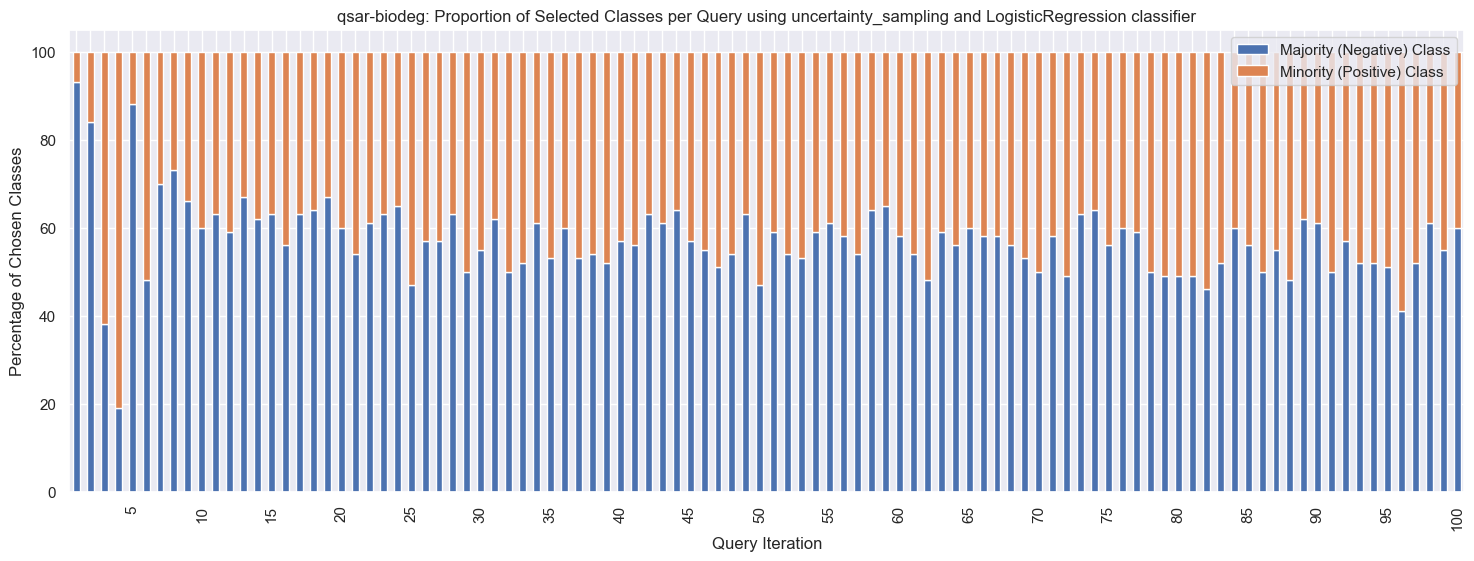 qsar-biodeg: Proportion of Selected Classes per Query using uncertainty_sampling and LogisticRegression classifier
Majority (Negative) Class
Minority (Positive) Class
Percentage of Chosen Classes
100
80
60
40
20
0
5 10 15 20 25 30 35 40 45 50 55 60 65 70 75 80 85 90 95 100
Query Iteration